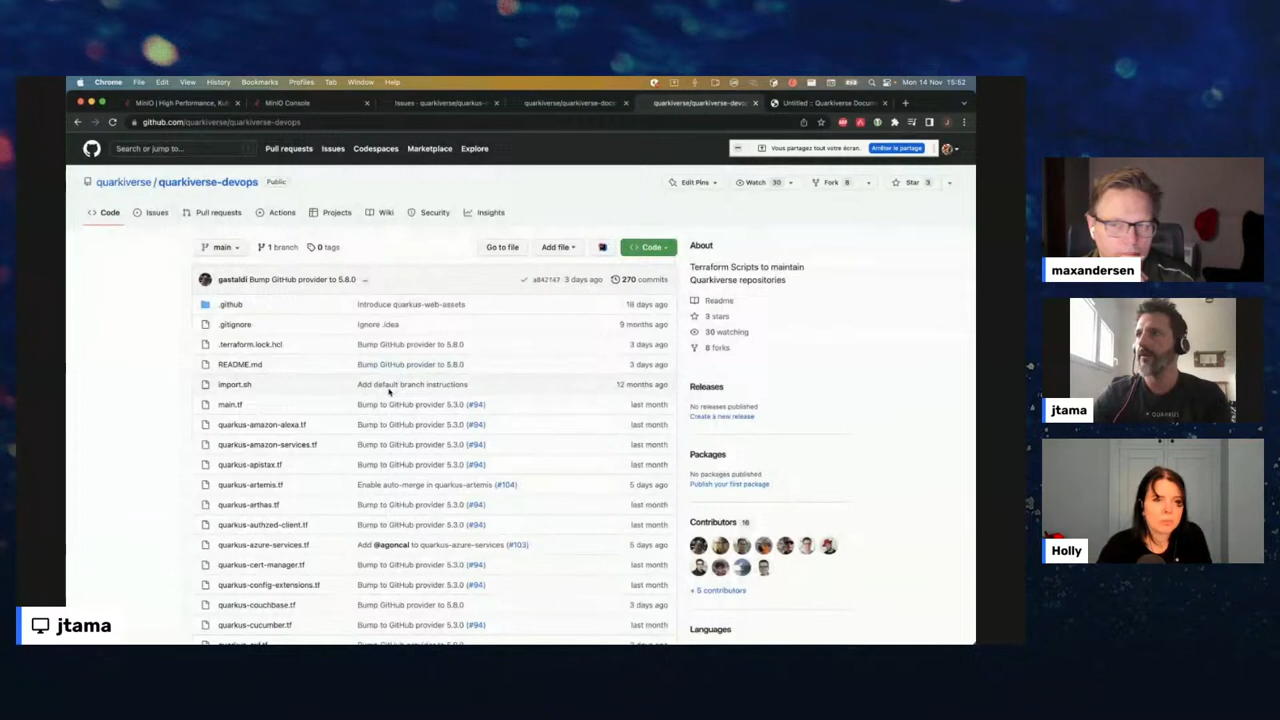 Chrome File Edit View History Bookmarks Profiles Tab Window Help Mon 14 Nov 15:52
MinIO | High Performance, Kub MinIO Console Issues · quarkiverse/quarkus- quarkiverse/quarkiverse-docs quarkiverse/quarkiverse-devop Untitled :: Quarkiverse Docum
github.com/quarkiverse/quarkiverse-devops
Search or jump to... / Pull requests Issues Codespaces Marketplace Explore
Vous partagez tout votre écran. Arrêter le partage
quarkiverse / quarkiverse-devops Public
Edit Pins Watch 30 Fork 8 Star 3
Code Issues Pull requests Actions Projects Wiki Security Insights
main 1 branch 0 tags Go to file Add file Code
gastaldi Bump GitHub provider to 5.8.0 ... a842147 3 days ago 270 commits
.github Introduce quarkus-web-assets 18 days ago
.gitignore Ignore .idea 9 months ago
.terraform.lock.hcl Bump GitHub provider to 5.8.0 3 days ago
README.md Bump GitHub provider to 5.8.0 3 days ago
import.sh Add default branch instructions 12 months ago
main.tf Bump to GitHub provider 5.3.0 (#94) last month
quarkus-amazon-alexa.tf Bump to GitHub provider 5.3.0 (#94) last month
quarkus-amazon-services.tf Bump to GitHub provider 5.3.0 (#94) last month
quarkus-apistax.tf Bump to GitHub provider 5.3.0 (#94) last month
quarkus-artemis.tf Enable auto-merge in quarkus-artemis (#104) 5 days ago
quarkus-arthas.tf Bump to GitHub provider 5.3.0 (#94) last month
quarkus-authzed-client.tf Bump to GitHub provider 5.3.0 (#94) last month
quarkus-azure-services.tf Add @agoncal to quarkus-azure-services (#103) 5 days ago
quarkus-cert-manager.tf Bump to GitHub provider 5.3.0 (#94) last month
quarkus-config-extensions.tf Bump to GitHub provider 5.3.0 (#94) last month
quarkus-couchbase.tf Bump GitHub provider to 5.8.0 3 days ago
quarkus-cucumber.tf Bump to GitHub provider 5.3.0 (#94) last month
About
Terraform Scripts to maintain
Quarkiverse repositories
Readme
3 stars
30 watching
8 forks
Releases
No releases published
Create a new release
Packages
No packages published
Publish your first package
Contributors 16
+ 5 contributors
Languages
maxandersen
jtama
QUARKUS
Holly
jtama